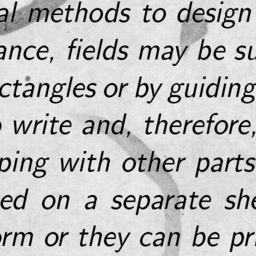 al methods to design
ance, fields may be su
ctangles or by guiding
write and, therefore,
ping with other parts
ed on a separate she
orm or they can be pri